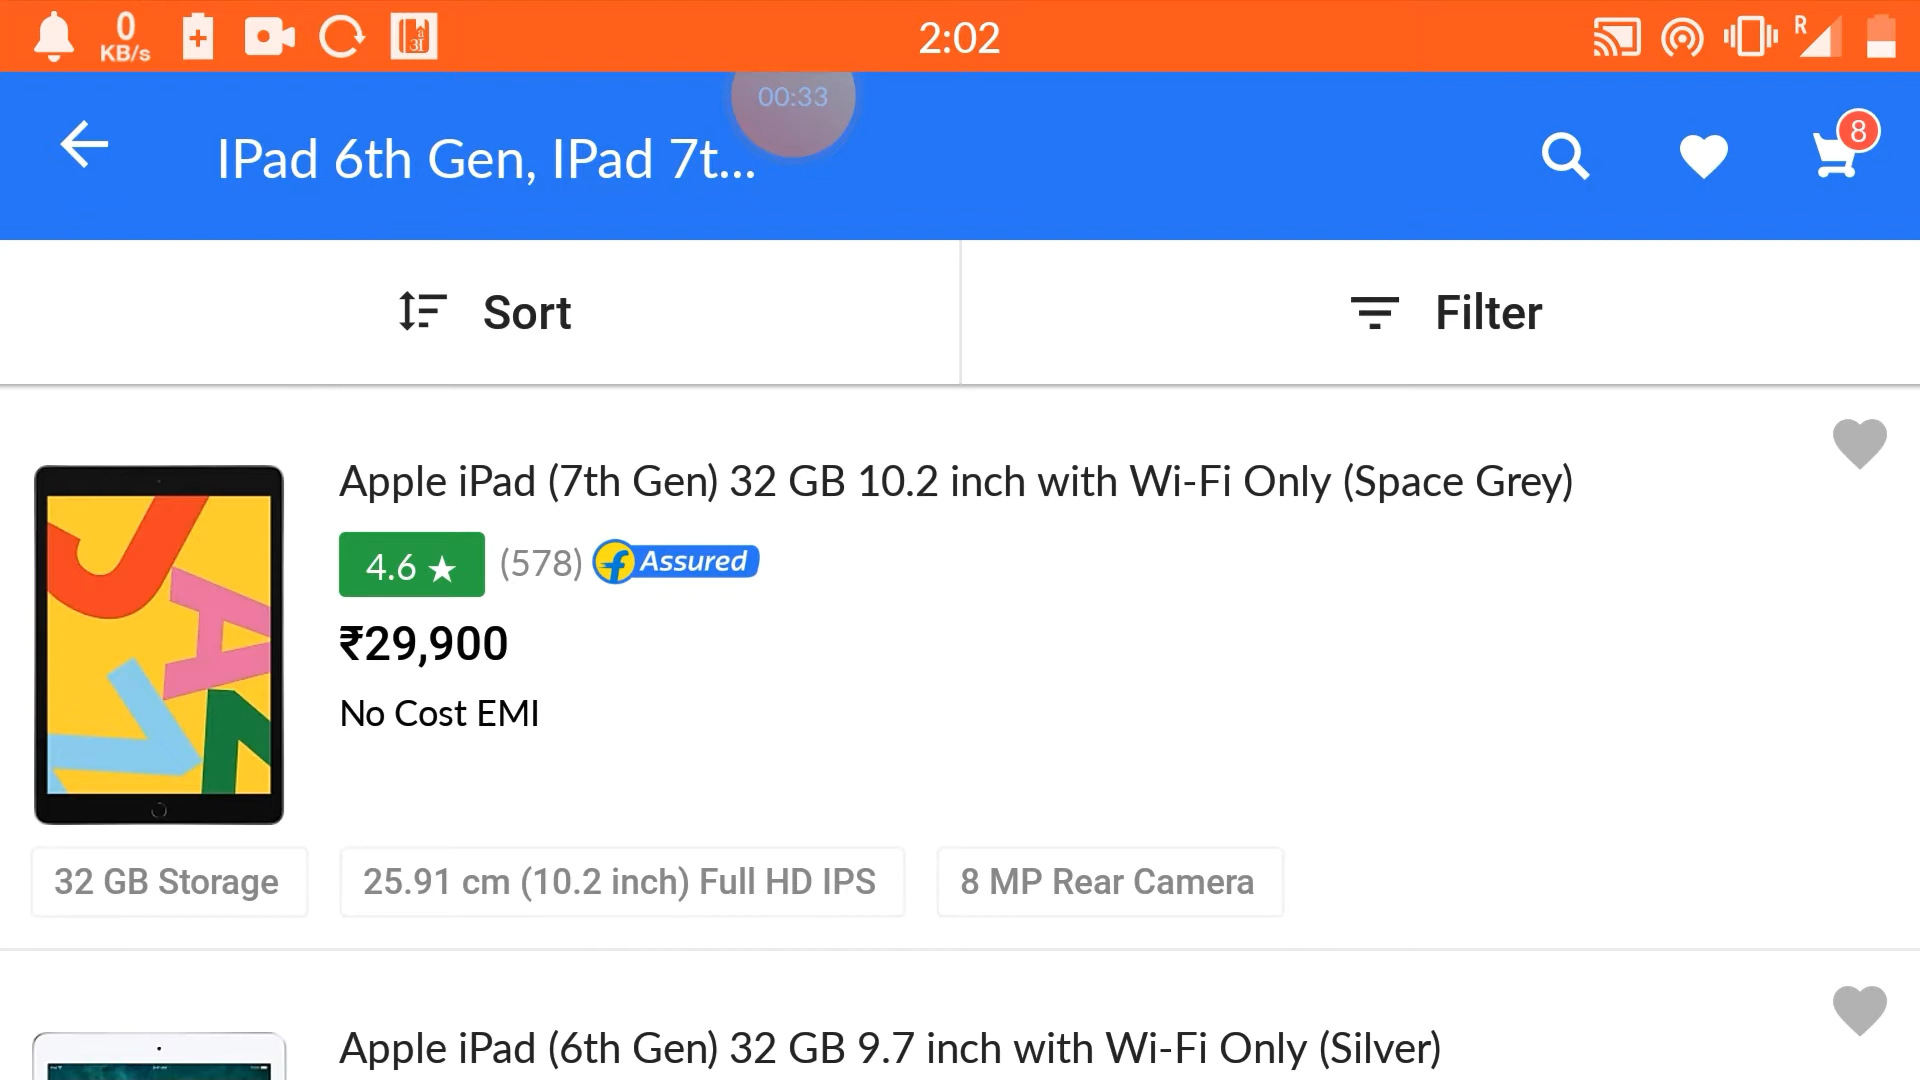 0
KB/s
2:02
R
00:33
IPad 6th Gen, IPad 7t...
8
Sort
Filter
Apple iPad (7th Gen) 32 GB 10.2 inch with Wi-Fi Only (Space Grey)
4.6 ★ (578) Assured
₹29,900
No Cost EMI
32 GB Storage
25.91 cm (10.2 inch) Full HD IPS
8 MP Rear Camera
Apple iPad (6th Gen) 32 GB 9.7 inch with Wi-Fi Only (Silver)